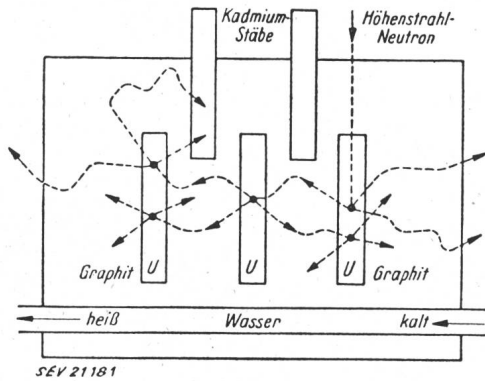 Kadmium-
Stäbe
Höhenstrahl-
Neutron
U
U
U
Graphit
Graphit
heiß
Wasser
kalt
SEV 21181